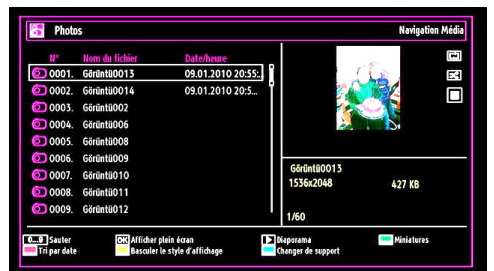 Photos Navigation Média
N° Nom du fichier Date/heure
0001. Görüntü0013 09.01.2010 20:55:..
0002. Görüntü0014 09.01.2010 20:5...
0003. Görüntü002
0004. Görüntü006
0005. Görüntü008
0006. Görüntü009
0007. Görüntü010
0008. Görüntü011
0009. Görüntü012
Görüntü0013
1536x2048 427 KB
1/60
0...9 Sauter OK Afficher plein écran Diaporama Miniatures
Tri par date Basculer le style d'affichage Changer de support